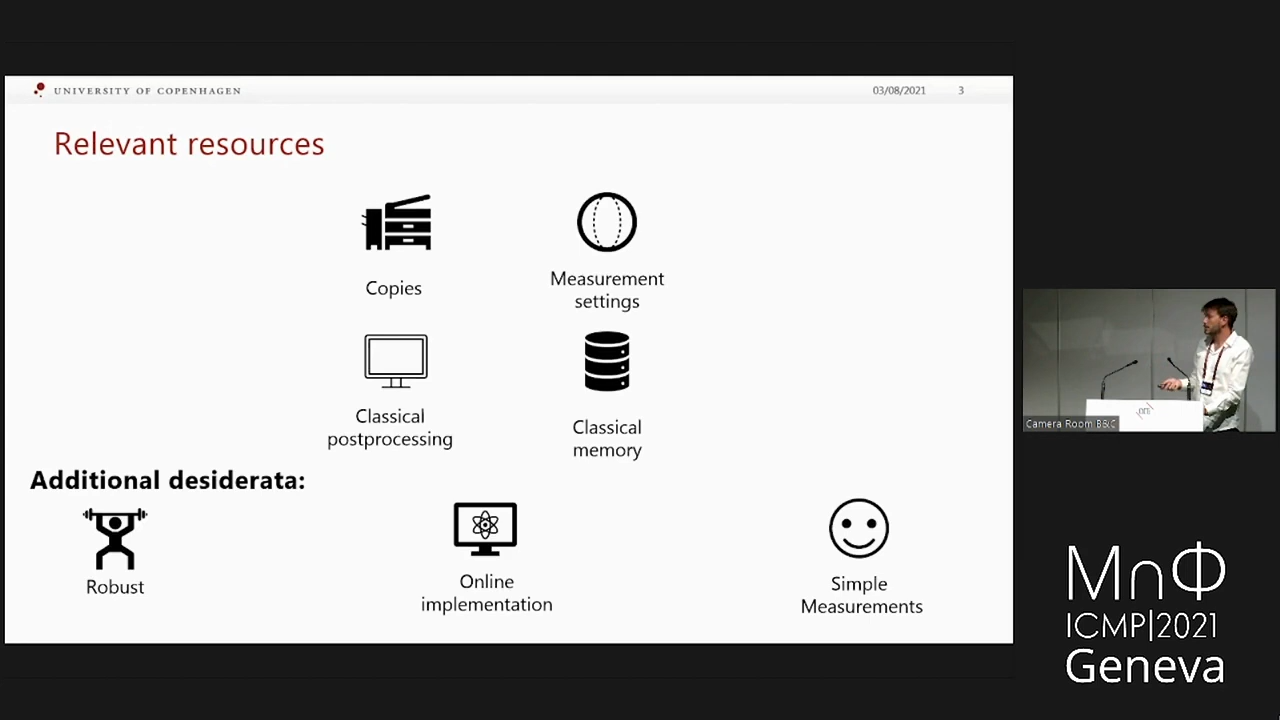 UNIVERSITY OF COPENHAGEN
03/08/2021 3
Relevant resources
Copies
Measurement
settings
Classical
postprocessing
Classical
memory
Additional desiderata:
Robust
Online
implementation
Simple
Measurements
Camera Room B&C
ICMP|2021
Geneva